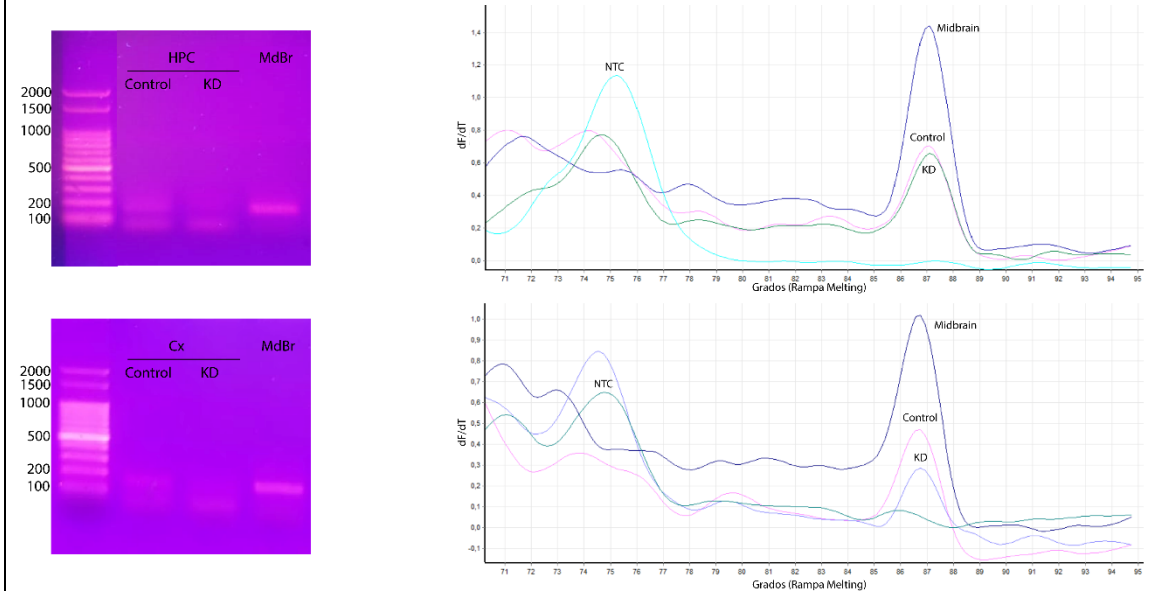 HPC MdBr
Control KD
2000
1500
1000
500
200
100
1,4
1,2
1,0
0,8
0,6
0,4
0,2
0,0
dF/dT
NTC
Midbrain
Control
KD
71 72 73 74 75 76 77 78 79 80 81 82 83 84 85 86 87 88 89 90 91 92 93 94 95
Grados (Rampa Melting)
Cx MdBr
Control KD
2000
1500
1000
500
200
100
1,0
0,9
0,8
0,7
0,6
0,5
0,4
0,3
0,2
0,1
0,0
-0,1
dF/dT
NTC
Midbrain
Control
KD
71 72 73 74 75 76 77 78 79 80 81 82 83 84 85 86 87 88 89 90 91 92 93 94 95
Grados (Rampa Melting)